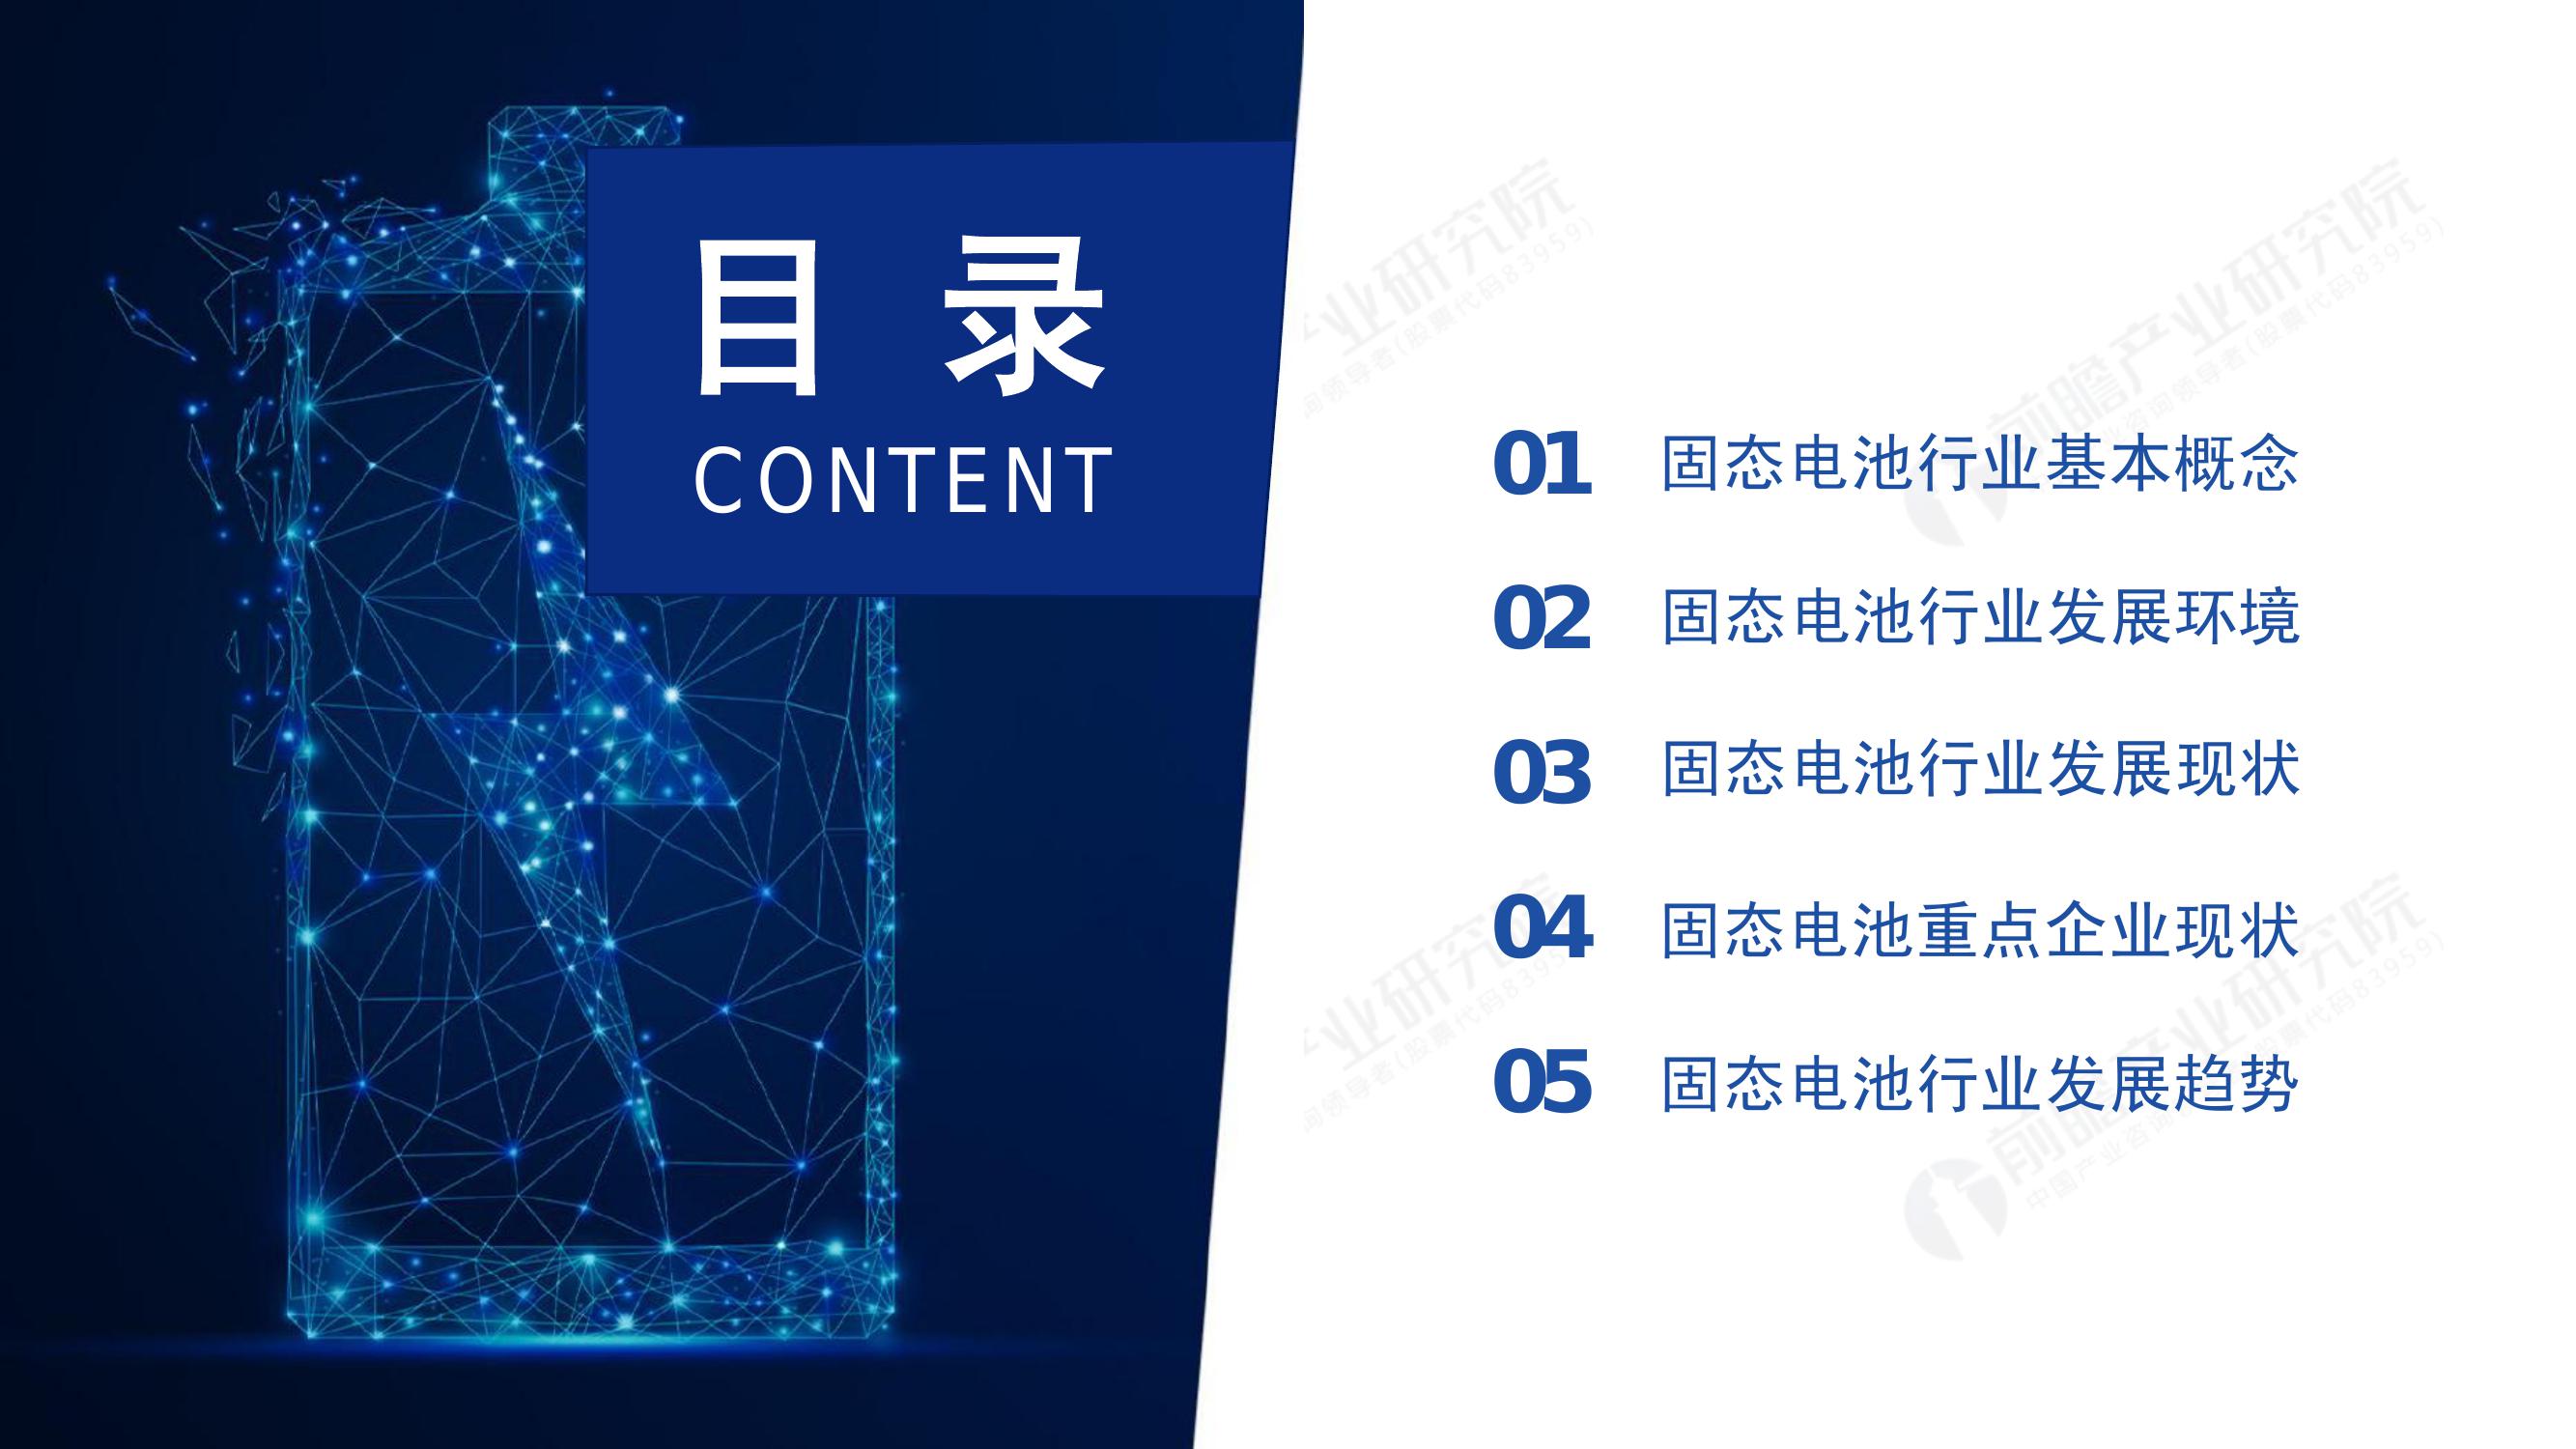 目 录
CONTENT
01 固态电池行业基本概念
02 固态电池行业发展环境
03 固态电池行业发展现状
04 固态电池重点企业现状
05 固态电池行业发展趋势
前瞻产业研究院
中国产业咨询领导者(股票代码83959)